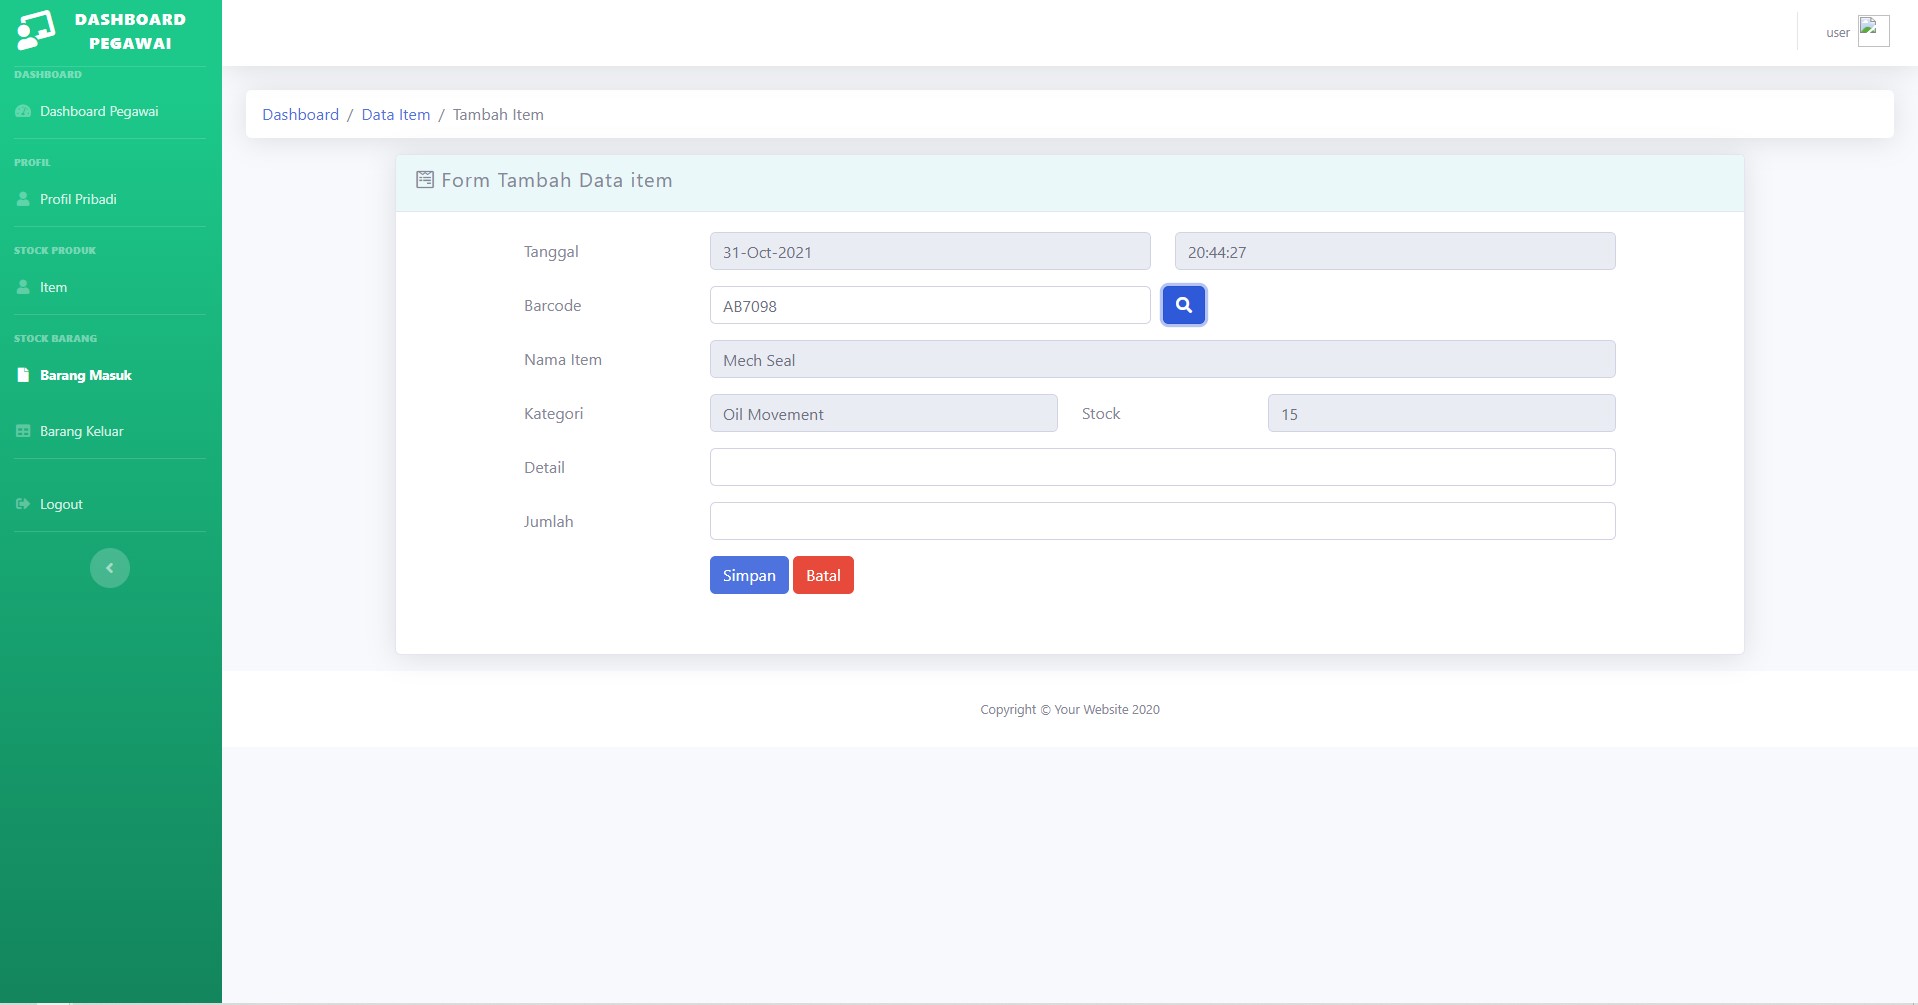 DASHBOARD
PEGAWAI
DASHBOARD
Dashboard Pegawai
PROFIL
Profil Pribadi
STOCK PRODUK
Item
STOCK BARANG
Barang Masuk
Barang Keluar
Logout
user
Dashboard / Data Item / Tambah Item
Form Tambah Data item
Tanggal 31-Oct-2021 20:44:27
Barcode AB7098
Nama Item Mech Seal
Kategori Oil Movement Stock 15
Detail
Jumlah
Simpan Batal
Copyright © Your Website 2020